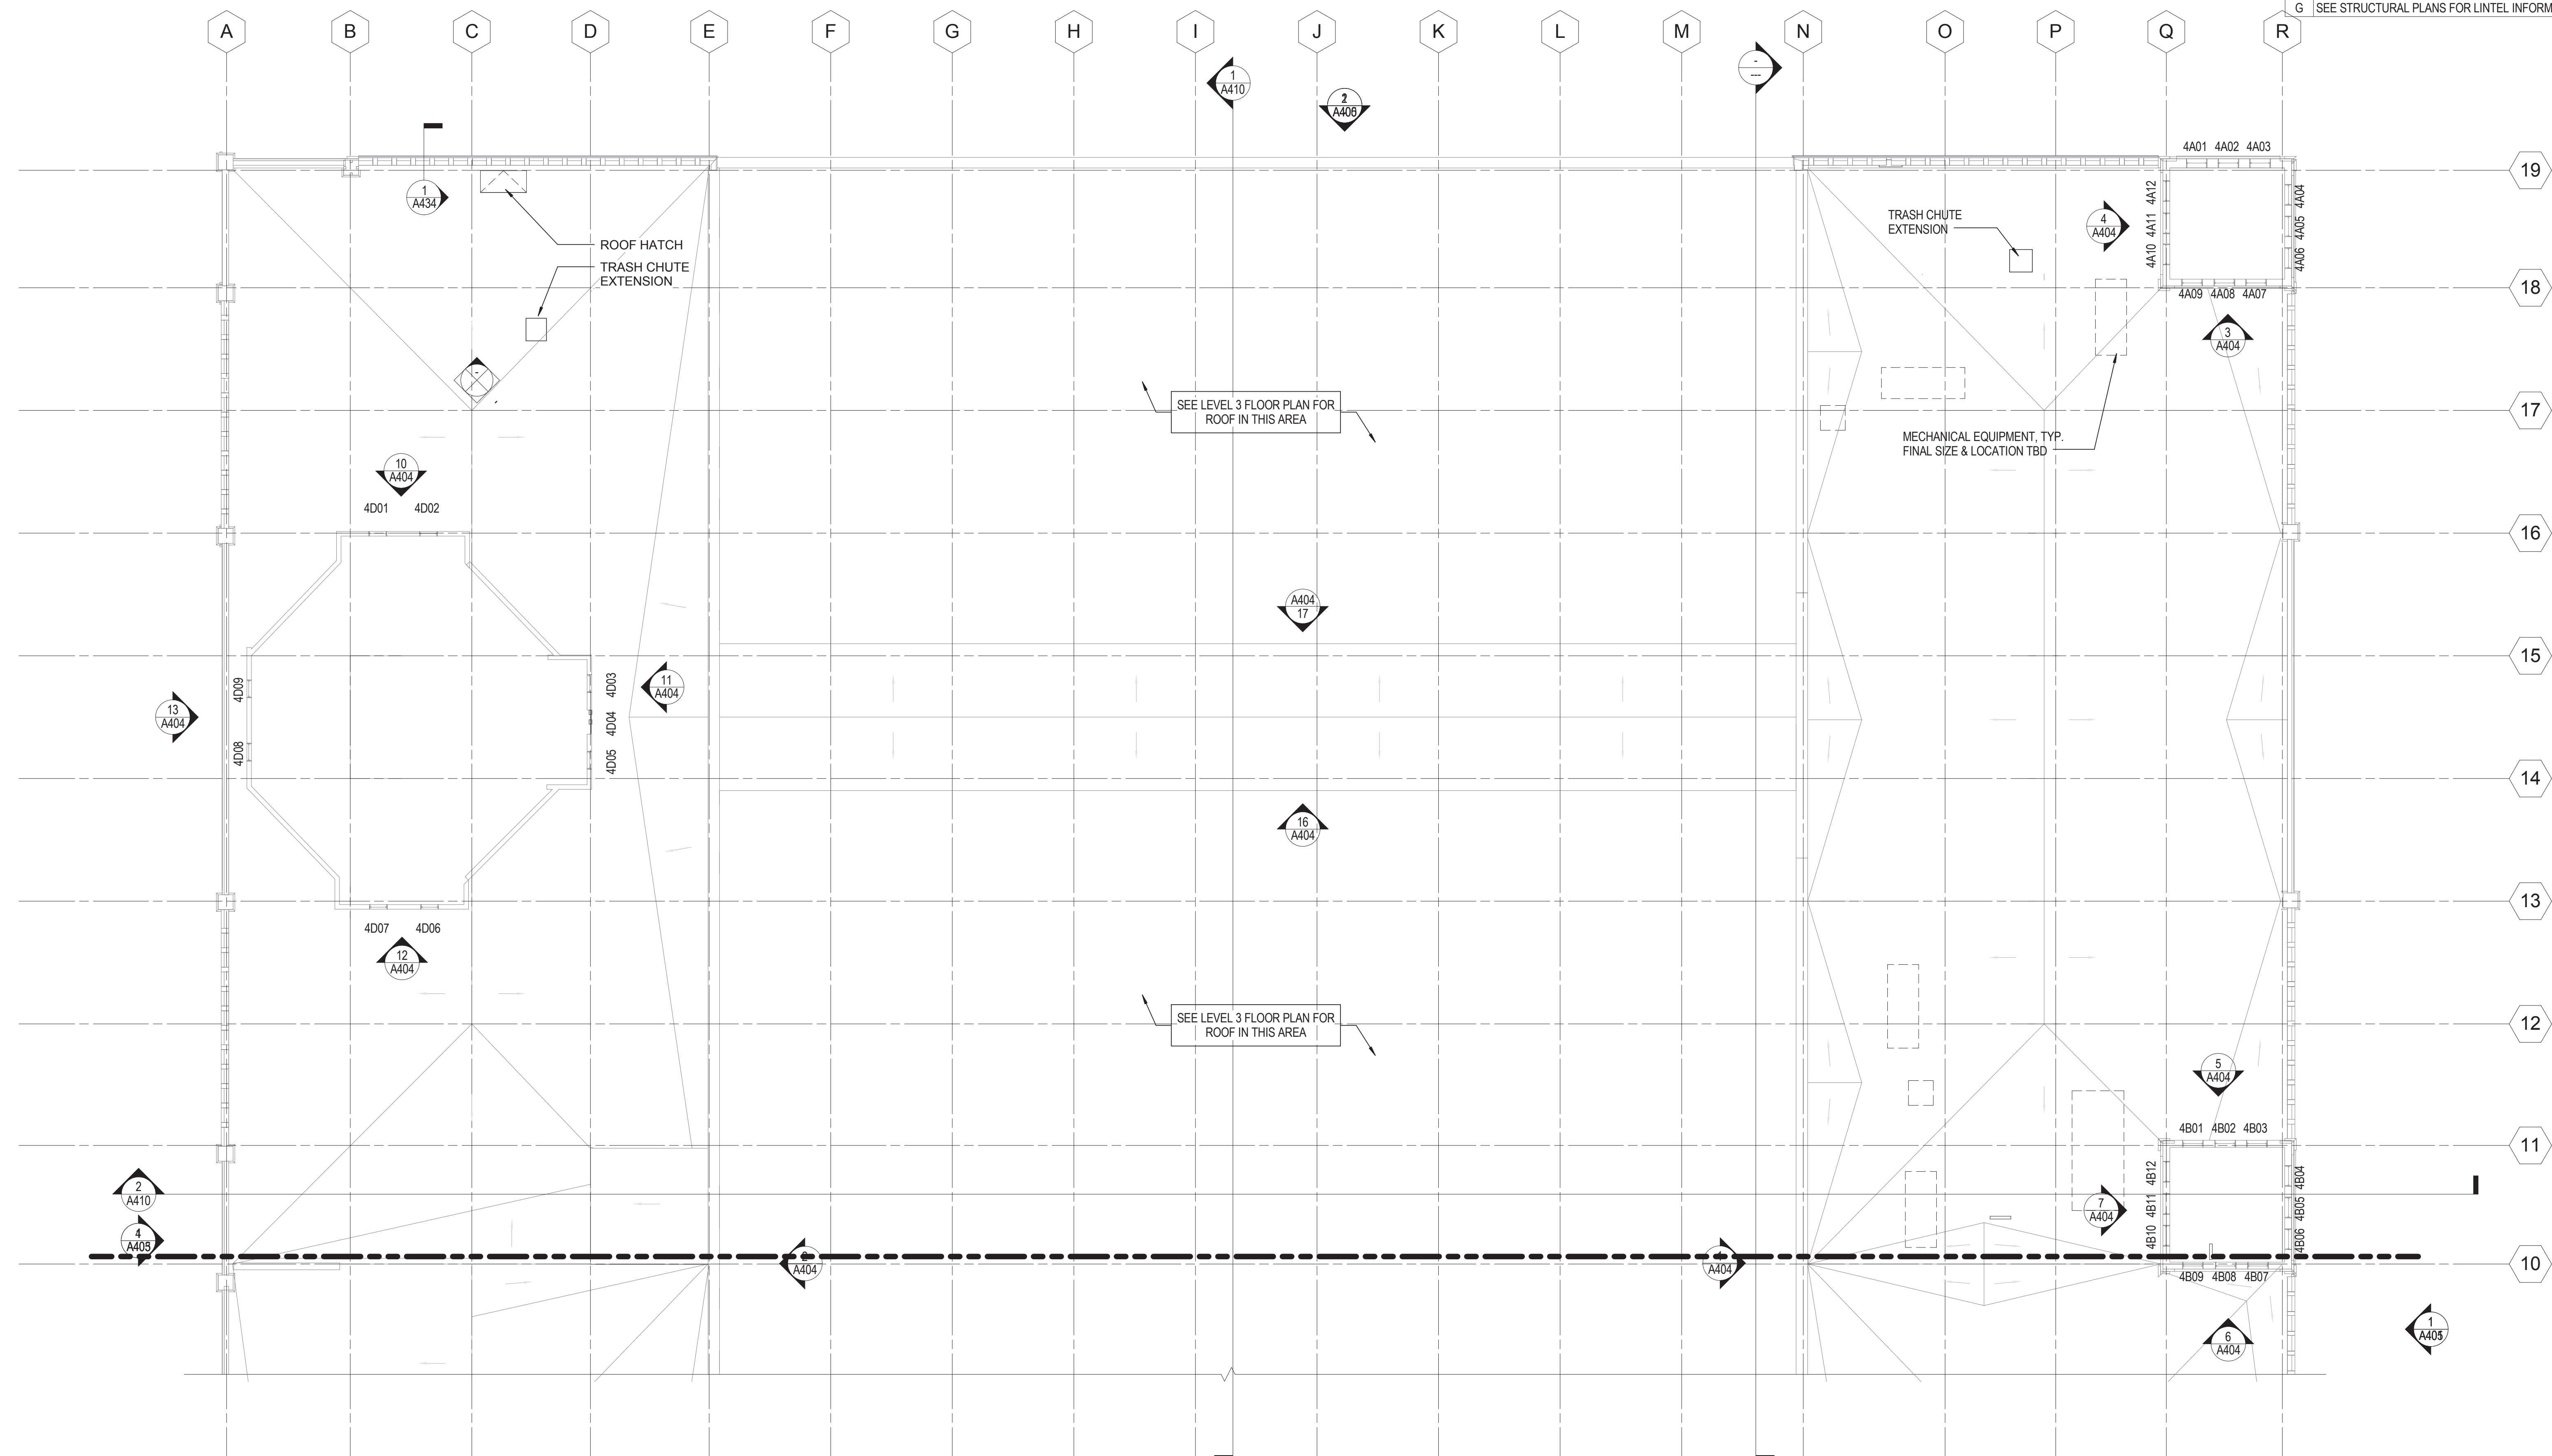 G SEE STRUCTURAL PLANS FOR LINTEL INFORM
A B C D E F G H I J K L M N O P Q R
-
---
1
A410
2
1
A434
4A01 4A02 4A03
19
4A12
4A11
4A10
4A04
4A05
4A06
TRASH CHUTE
EXTENSION
4
A404
ROOF HATCH
TRASH CHUTE
EXTENSION
18
4A09 4A08 4A07
3
A404
-
SEE LEVEL 3 FLOOR PLAN FOR
ROOF IN THIS AREA
17
MECHANICAL EQUIPMENT, TYP.
FINAL SIZE & LOCATION TBD
10
A404
4D01 4D02
16
A404
17
15
4D09
4D08
4D03
4D04
4D05
11
A404
13
A404
14
16
A404
13
4D07 4D06
12
A404
SEE LEVEL 3 FLOOR PLAN FOR
ROOF IN THIS AREA
12
5
A404
4B01 4B02 4B03
11
4B12
4B11
4B10
4B04
4B05
4B06
2
A410
7
A404
4
2
A404
A404
10
4B09 4B08 4B07
1
6
A404